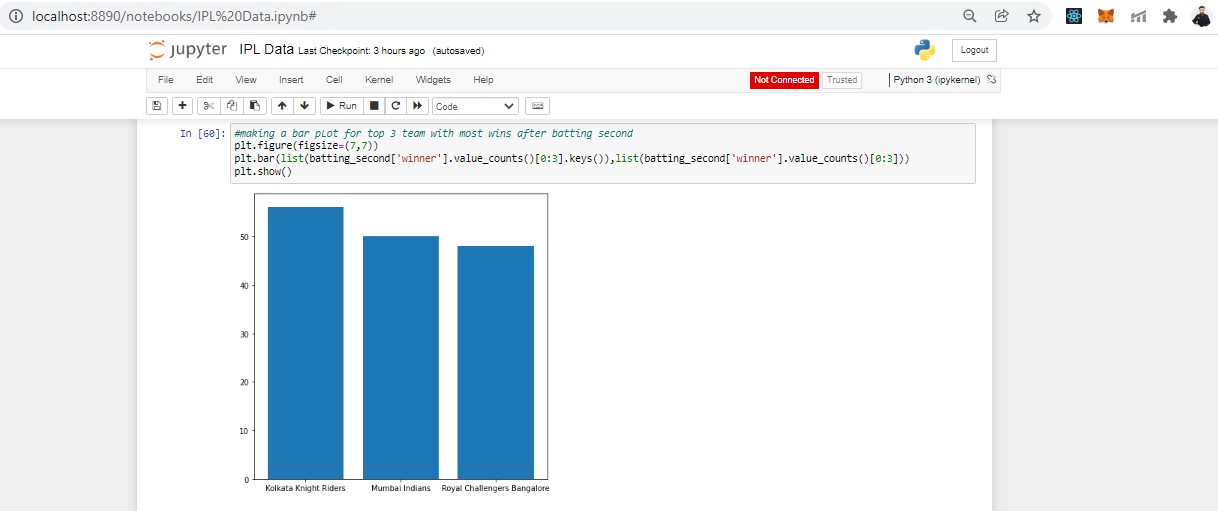 localhost:8890/notebooks/IPL%20Data.ipynb#
jupyter IPL Data Last Checkpoint: 3 hours ago (autosaved)
Logout
File Edit View Insert Cell Kernel Widgets Help
Not Connected Trusted Python 3 (ipykernel)
Run Code
In [60]: #making a bar pLot for top 3 team with most wins after batting second
plt.figure(figsize=(7,7))
plt.bar(list(batting_second['winner'].value_counts()[0:3].keys()),list(batting_second['winner'].value_counts()[0:3]))
plt.show()
50
40
30
20
10
0
Kolkata Knight Riders Mumbai Indians Royal Challengers Bangalore